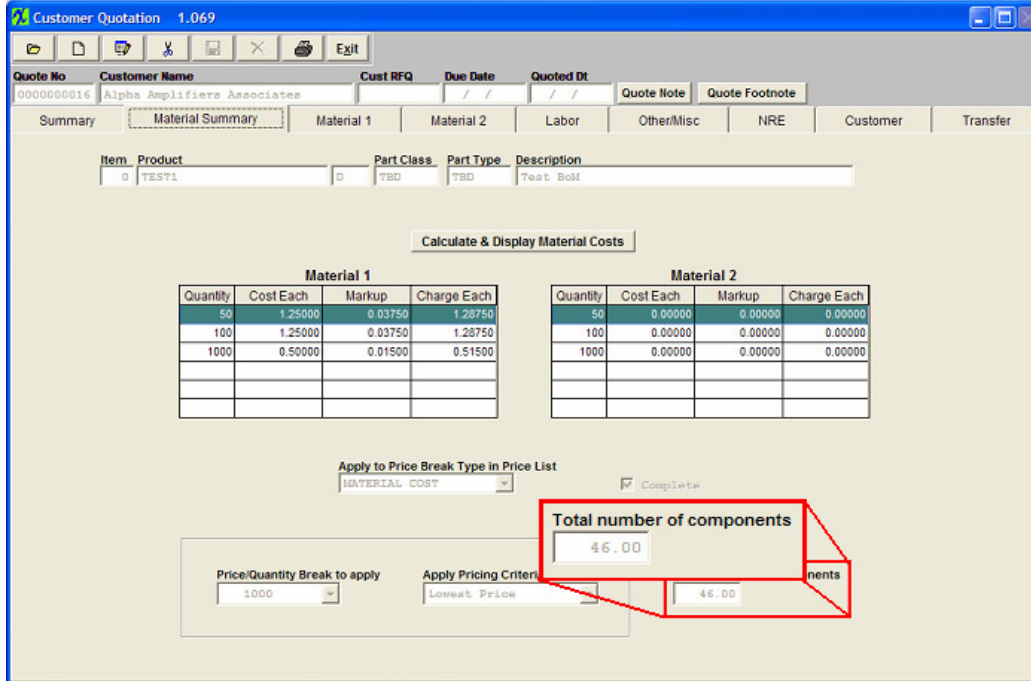 Customer Quotation 1.069
Exit
Quote No Customer Name Cust RFQ Due Date Quoted Dt
0000000016 Alpha Amplifiers Associates / / / / Quote Note Quote Footnote
Summary Material Summary Material 1 Material 2 Labor Other/Misc NRE Customer Transfer
Item Product Part Class Part Type Description
0 TEST1 D TBD TBD Test BoM
Calculate & Display Material Costs
Material 1 Material 2
Quantity Cost Each Markup Charge Each Quantity Cost Each Markup Charge Each
50 1.25000 0.03750 1.28750 50 0.00000 0.00000 0.00000
100 1.25000 0.03750 1.28750 100 0.00000 0.00000 0.00000
1000 0.50000 0.01500 0.51500 1000 0.00000 0.00000 0.00000
Apply to Price Break Type in Price List
MATERIAL COST Complete
Total number of components
46.00
Price/Quantity Break to apply Apply Pricing Criteri nents
1000 Lowest Price 46.00